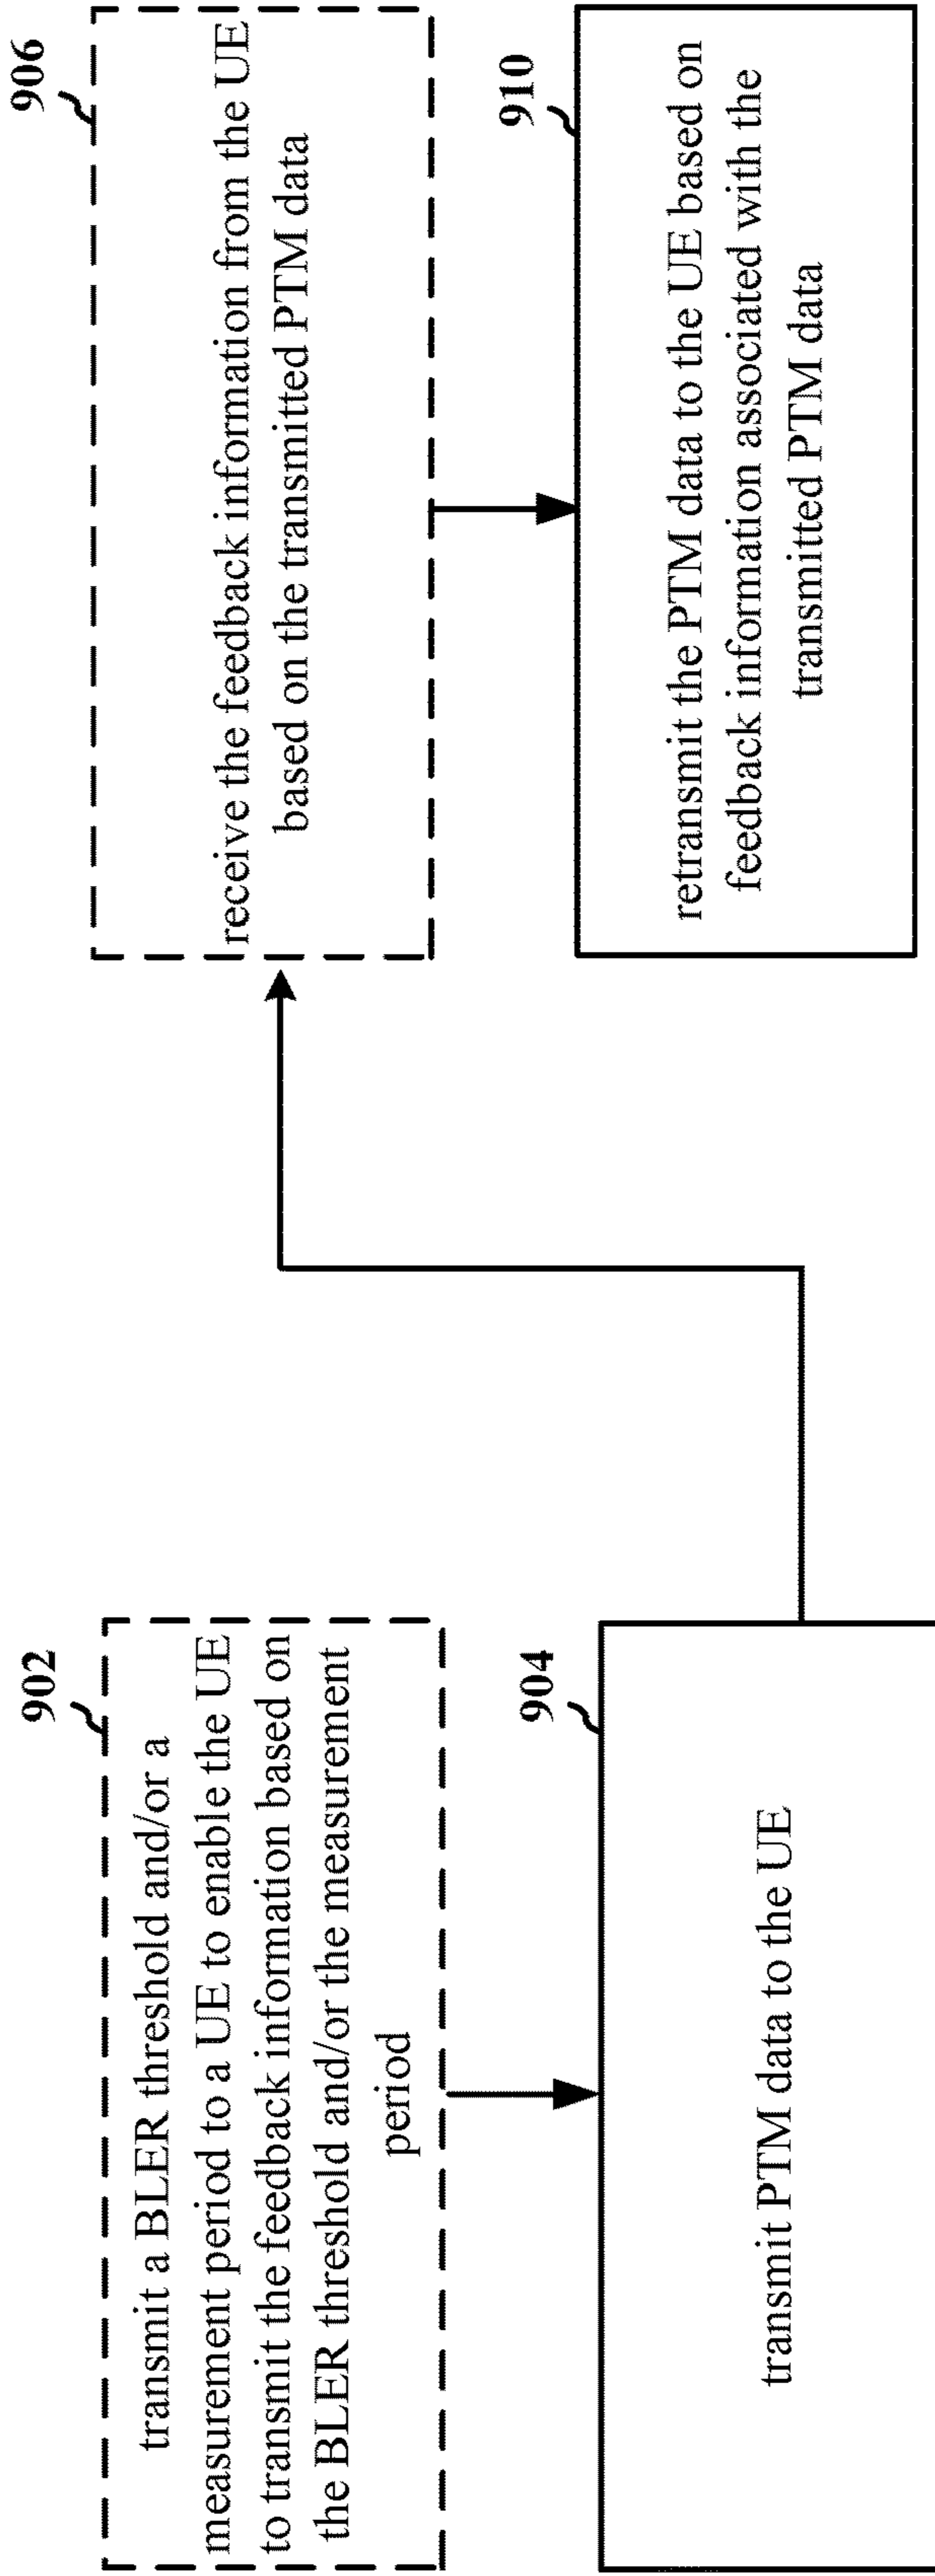 902
transmit a BLER threshold and/or a
measurement period to a UE to enable the UE
to transmit the feedback information based on
the BLER threshold and/or the measurement
period
904
transmit PTM data to the UE
906
receive the feedback information from the UE
based on the transmitted PTM data
910
retransmit the PTM data to the UE based on
feedback information associated with the
transmitted PTM data